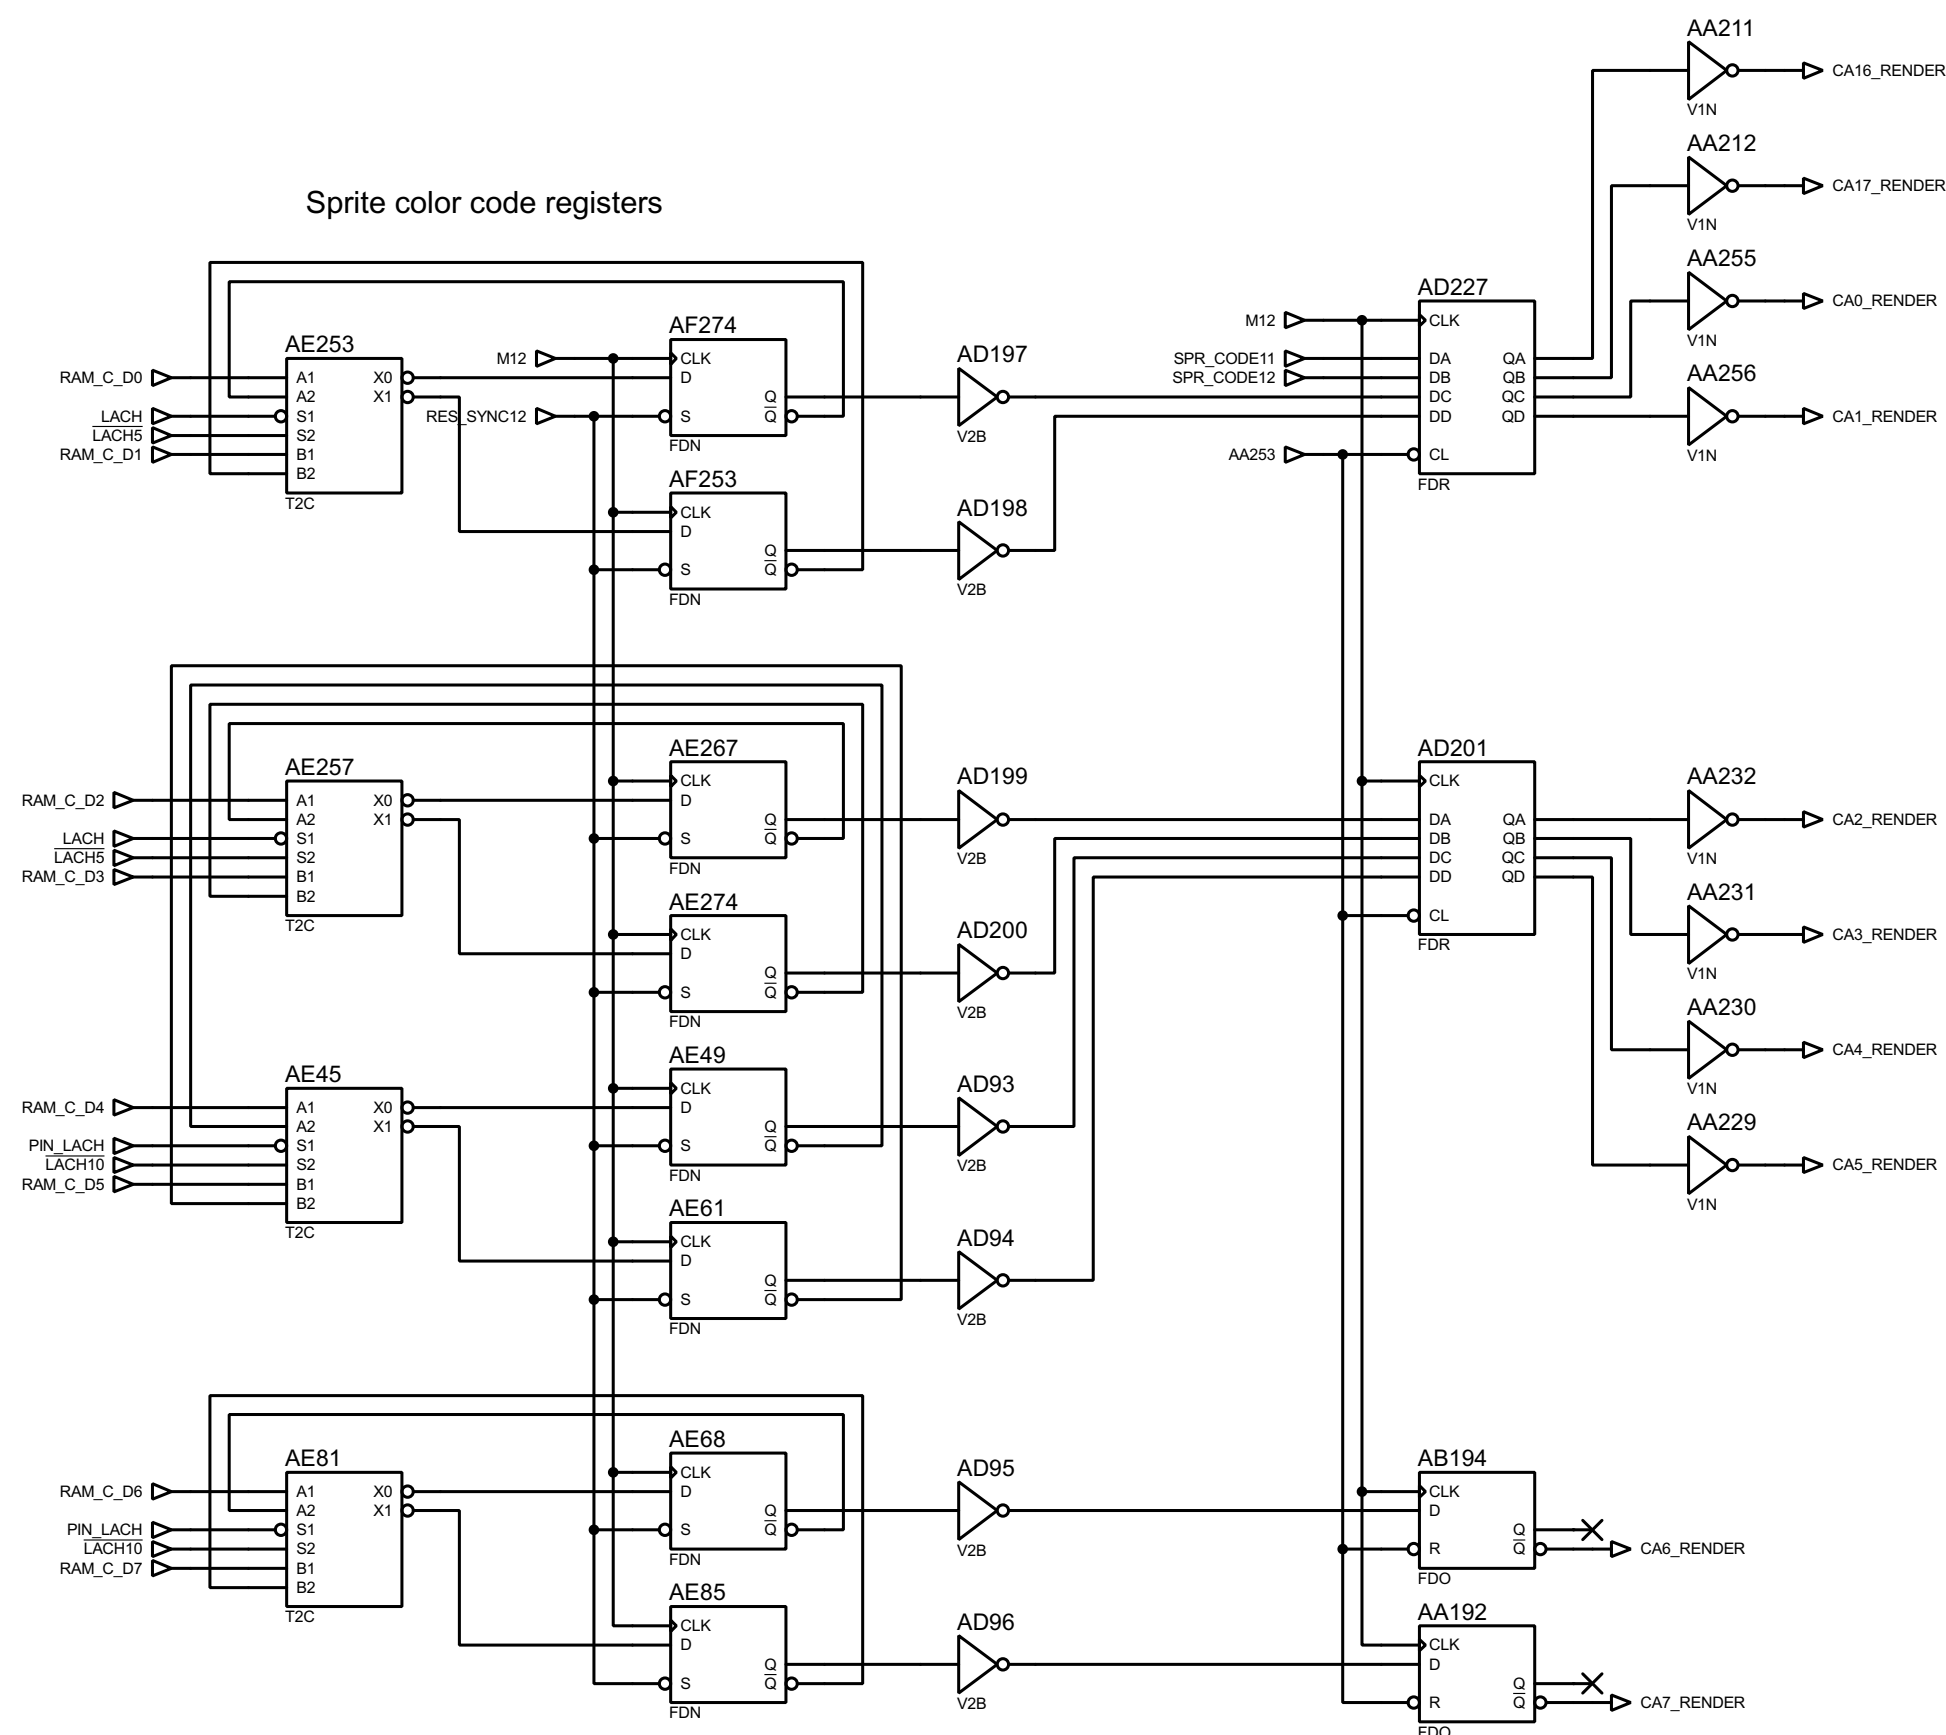 AA211
CA16_RENDER
V1N
AA212
CA17_RENDER
V1N
Sprite color code registers
AA255
CA0_RENDER
V1N
AA256
CA1_RENDER
V1N
AE253
RAM_C_D0
LACH
LACH5
RAM_C_D1
A1
A2
S1
S2
B1
B2
X0
X1
T2C
M12
RES_SYNC12
AF274
CLK
D
S
Q
Q
FDN
AF253
CLK
D
S
Q
Q
FDN
AD197
V2B
AD198
V2B
M12
SPR_CODE11
SPR_CODE12
AA253
AD227
CLK
DA
DB
DC
DD
CL
QA
QB
QC
QD
FDR
AE257
RAM_C_D2
LACH
LACH5
RAM_C_D3
A1
A2
S1
S2
B1
B2
X0
X1
T2C
AE267
CLK
D
S
Q
Q
FDN
AE274
CLK
D
S
Q
Q
FDN
AD199
V2B
AD200
V2B
AD201
CLK
DA
DB
DC
DD
CL
QA
QB
QC
QD
FDR
AA232
CA2_RENDER
V1N
AA231
CA3_RENDER
V1N
AA230
CA4_RENDER
V1N
AA229
CA5_RENDER
V1N
AE45
RAM_C_D4
PIN_LACH
LACH10
RAM_C_D5
A1
A2
S1
S2
B1
B2
X0
X1
T2C
AE49
CLK
D
S
Q
Q
FDN
AE61
CLK
D
S
Q
Q
FDN
AD93
V2B
AD94
V2B
AE81
RAM_C_D6
PIN_LACH
LACH10
RAM_C_D7
A1
A2
S1
S2
B1
B2
X0
X1
T2C
AE68
CLK
D
S
Q
Q
FDN
AE85
CLK
D
S
Q
Q
FDN
AD95
V2B
AD96
V2B
AB194
CLK
D
R
Q
Q
FDO
CA6_RENDER
AA192
CLK
D
R
Q
Q
FDO
CA7_RENDER